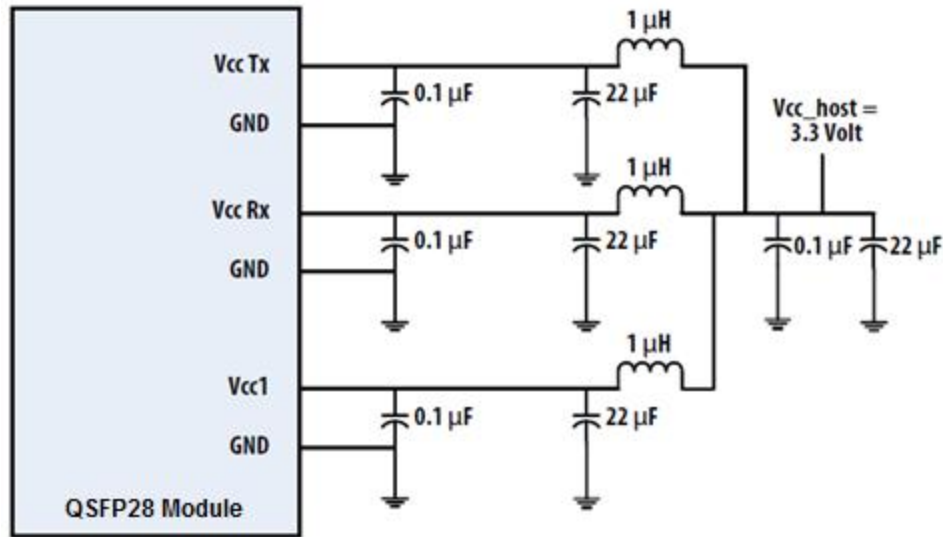 1 μH
Vcc Tx
0.1 μF
22 μF
GND
Vcc_host =
3.3 Volt
1 μH
Vcc Rx
0.1 μF
22 μF
0.1 μF
22 μF
GND
1 μH
Vcc1
0.1 μF
22 μF
GND
QSFP28 Module